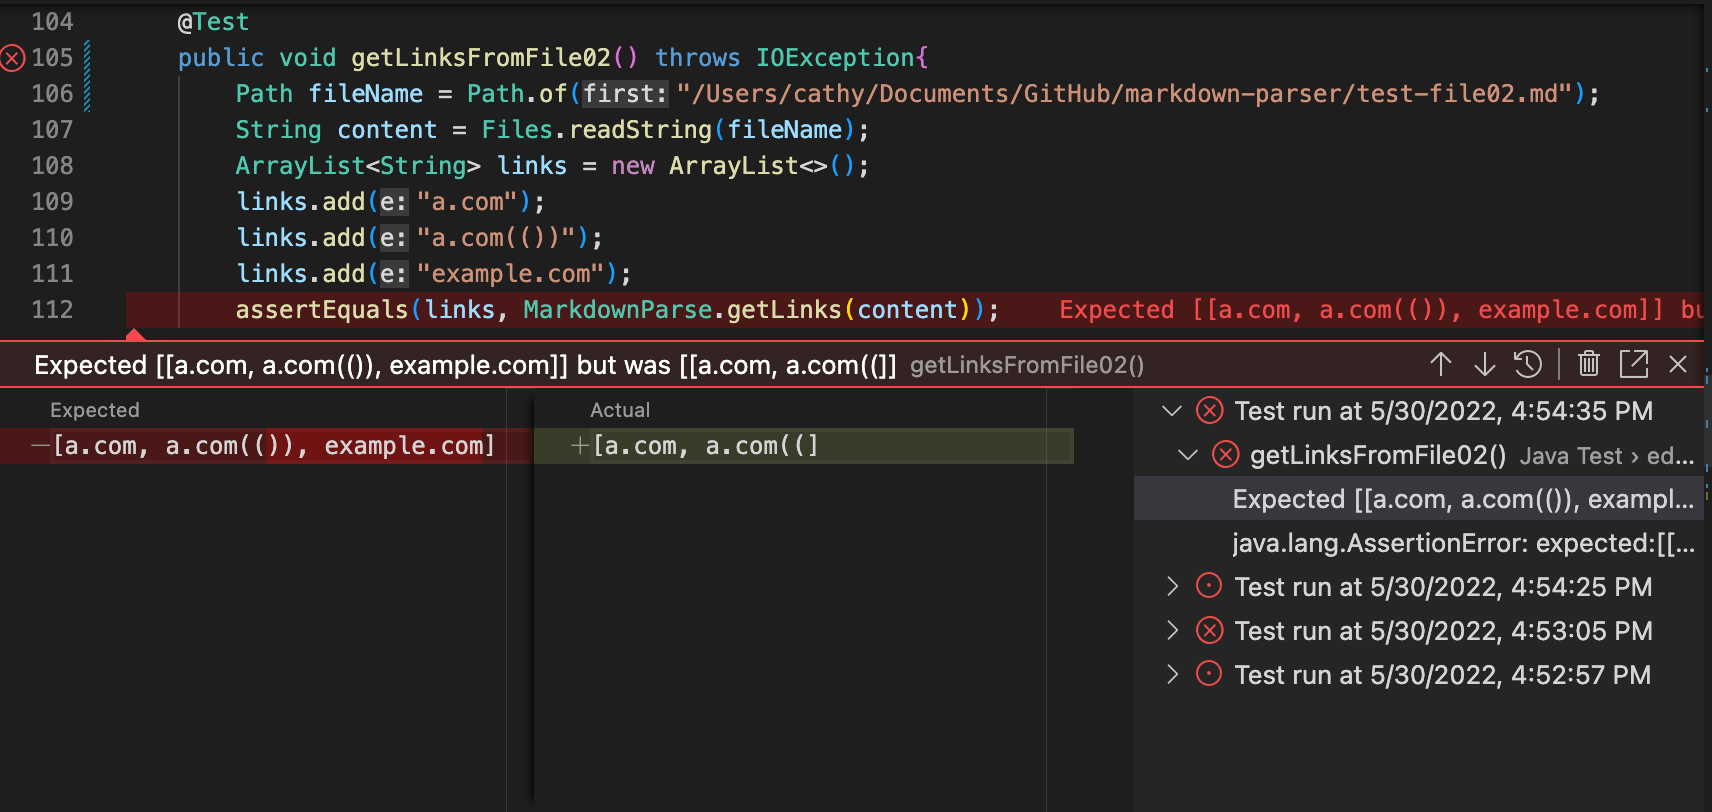 104 @Test
105 public void getLinksFromFile02() throws IOException{
106 Path fileName = Path.of(first: "/Users/cathy/Documents/GitHub/markdown-parser/test-file02.md");
107 String content = Files.readString(fileName);
108 ArrayList<String> links = new ArrayList<>();
109 links.add(e: "a.com");
110 links.add(e: "a.com(())");
111 links.add(e: "example.com");
112 assertEquals(links, MarkdownParse.getLinks(content)); Expected [[a.com, a.com(()), example.com]] bu
Expected [[a.com, a.com(()), example.com]] but was [[a.com, a.com((]] getLinksFromFile02()
Expected Actual
−[a.com, a.com(()), example.com] +[a.com, a.com((]
Test run at 5/30/2022, 4:54:35 PM
getLinksFromFile02() Java Test › ed...
Expected [[a.com, a.com(()), exampl...
java.lang.AssertionError: expected:[[...
Test run at 5/30/2022, 4:54:25 PM
Test run at 5/30/2022, 4:53:05 PM
Test run at 5/30/2022, 4:52:57 PM